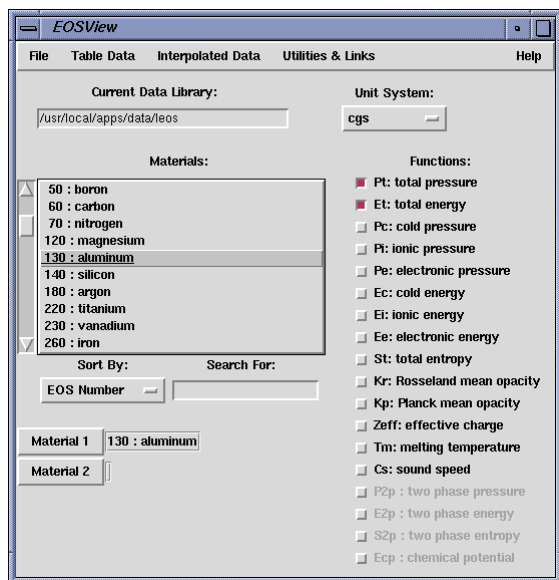 EOSView
File Table Data Interpolated Data Utilities & Links Help
Current Data Library:
/usr/local/apps/data/leos
Unit System:
cgs
Materials:
50 : boron
60 : carbon
70 : nitrogen
120 : magnesium
130 : aluminum
140 : silicon
180 : argon
220 : titanium
230 : vanadium
260 : iron
Sort By:
EOS Number
Search For:
Material 1 130 : aluminum
Material 2
Functions:
Pt: total pressure
Et: total energy
Pc: cold pressure
Pi: ionic pressure
Pe: electronic pressure
Ec: cold energy
Ei: ionic energy
Ee: electronic energy
St: total entropy
Kr: Rosseland mean opacity
Kp: Planck mean opacity
Zeff: effective charge
Tm: melting temperature
Cs: sound speed
P2p : two phase pressure
E2p : two phase energy
S2p : two phase entropy
Ecp : chemical potential